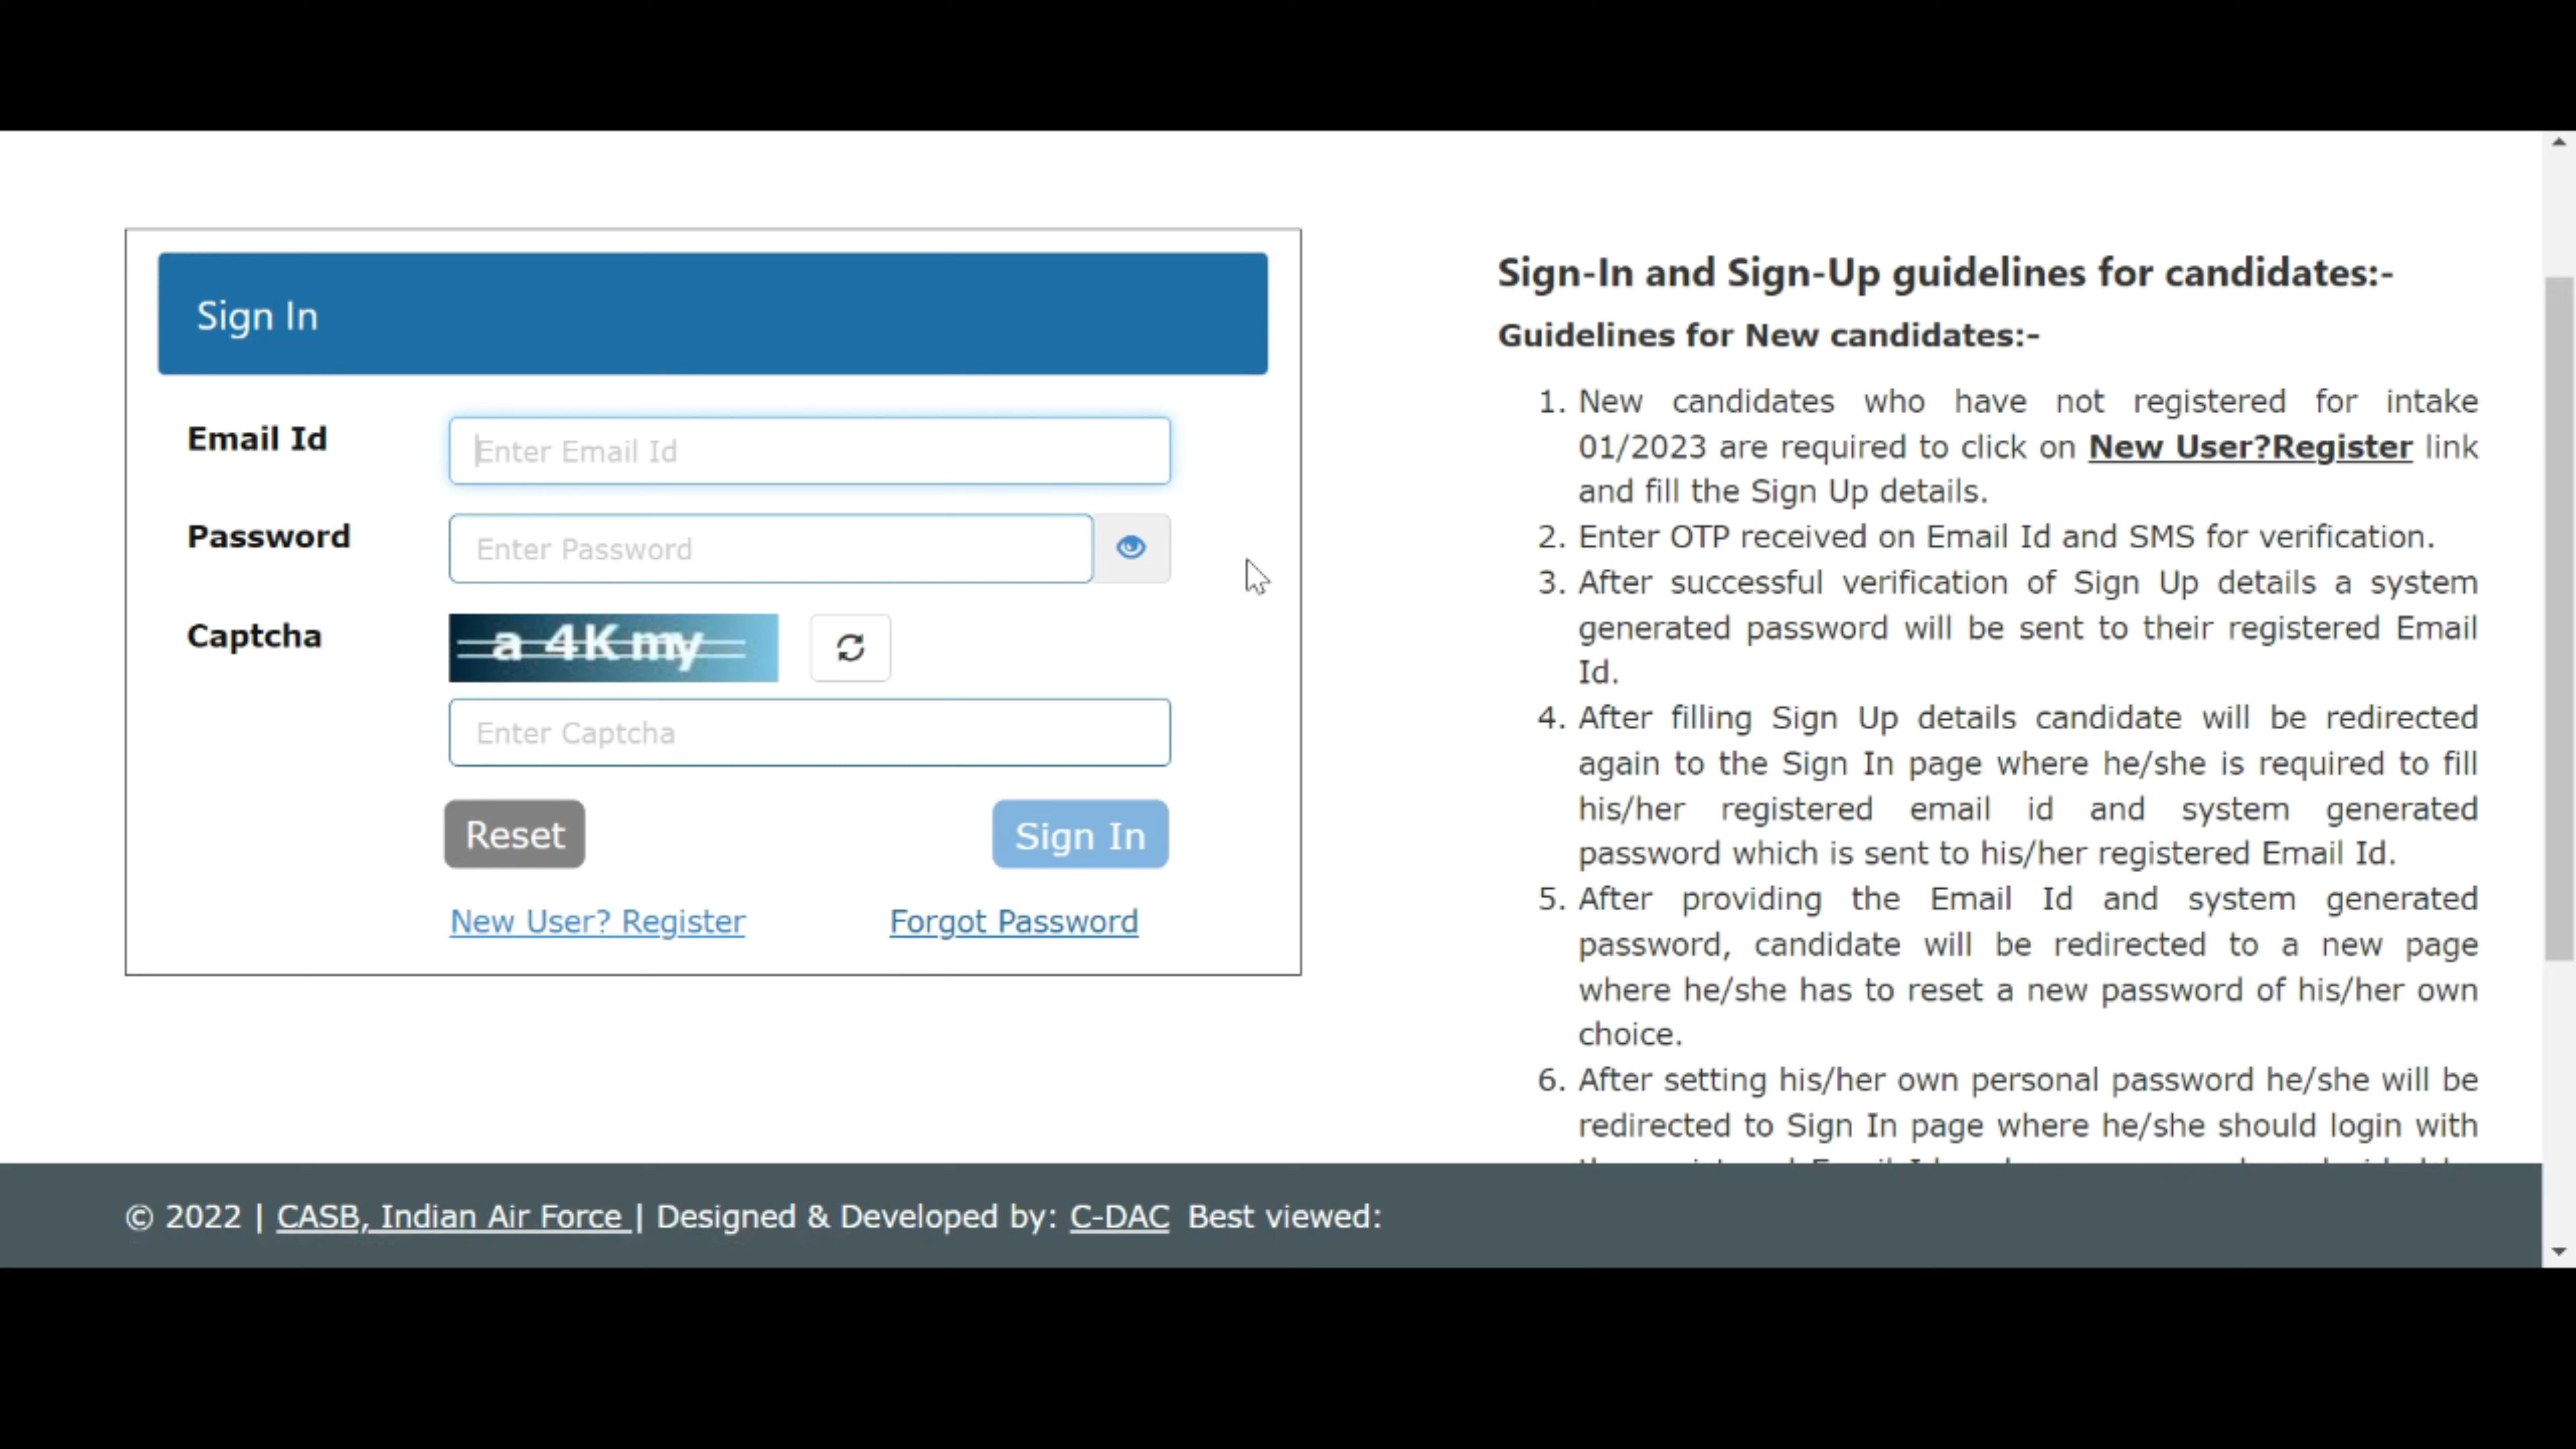 Sign In
Email Id
Enter Email Id
Password
Enter Password
Captcha
a 4K my
Enter Captcha
Reset
Sign In
New User? Register
Forgot Password
Sign-In and Sign-Up guidelines for candidates:-
Guidelines for New candidates:-
1. New candidates who have not registered for intake
01/2023 are required to click on New User?Register link
and fill the Sign Up details.
2. Enter OTP received on Email Id and SMS for verification.
3. After successful verification of Sign Up details a system
generated password will be sent to their registered Email
Id.
4. After filling Sign Up details candidate will be redirected
again to the Sign In page where he/she is required to fill
his/her registered email id and system generated
password which is sent to his/her registered Email Id.
5. After providing the Email Id and system generated
password, candidate will be redirected to a new page
where he/she has to reset a new password of his/her own
choice.
6. After setting his/her own personal password he/she will be
redirected to Sign In page where he/she should login with
© 2022 | CASB, Indian Air Force | Designed & Developed by: C-DAC Best viewed: